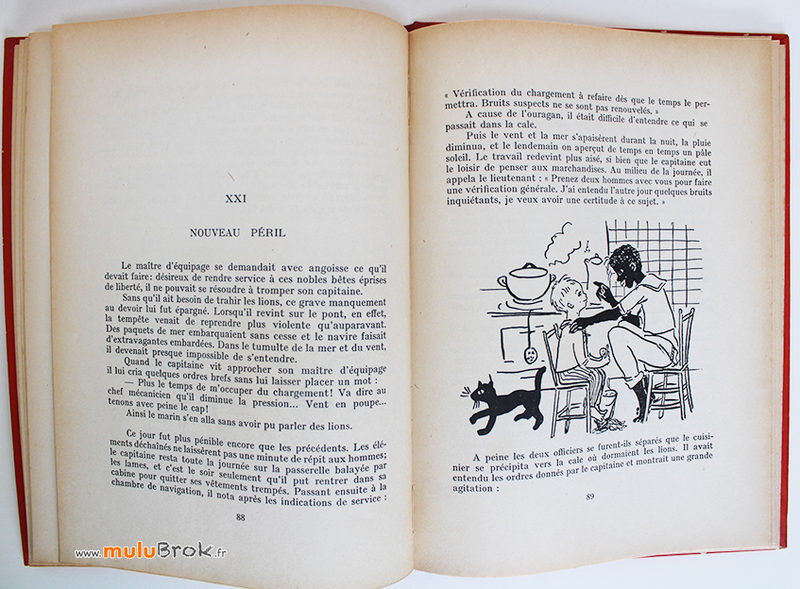 XXI
NOUVEAU PÉRIL
Le maître d'équipage se demandait avec angoisse ce qu'il
devait faire: désireux de rendre service à ces nobles bêtes éprises
de liberté, il ne pouvait se résoudre à tromper son capitaine.
Sans qu'il ait besoin de trahir les lions, ce grave manquement
au devoir lui fut épargné. Lorsqu'il revint sur le pont, en effet,
la tempête venait de reprendre plus violente qu'auparavant.
Des paquets de mer embarquaient sans cesse et le navire faisait
d'extravagantes embardées. Dans le tumulte de la mer et du vent,
il devenait presque impossible de s'entendre.
Quand le capitaine vit approcher son maître d'équipage
il lui cria quelques ordres brefs sans lui laisser placer un mot :
— Plus le temps de m'occuper du chargement! Va dire au
chef mécanicien qu'il diminue la pression... Vent en poupe...
tenons avec peine le cap!
Ainsi le marin s'en alla sans avoir pu parler des lions.
Ce jour fut plus pénible encore que les précédents. Les élé-
ments déchaînés ne laissèrent pas une minute de répit aux hommes;
le capitaine resta toute la journée sur la passerelle balayée par
les lames, et c'est le soir seulement qu'il put rentrer dans sa
cabine pour quitter ses vêtements trempés. Passant ensuite à la
chambre de navigation, il nota après les indications de service :
88
www.muluBrok.fr
« Vérification du chargement à refaire dès que le temps le per-
mettra. Bruits suspects ne se sont pas renouvelés. »
A cause de l'ouragan, il était difficile d'entendre ce qui se
passait dans la cale.
Puis le vent et la mer s'apaisèrent durant la nuit, la pluie
diminua, et le lendemain on aperçut de temps en temps un pâle
soleil. Le travail redevint plus aisé, si bien que le capitaine eut
le loisir de penser aux marchandises. Au milieu de la journée, il
appela le lieutenant : « Prenez deux hommes avec vous pour faire
une vérification générale. J'ai entendu l'autre jour quelques bruits
inquiétants, je veux avoir une certitude à ce sujet. »
A peine les deux officiers se furent-ils séparés que le cuisi-
nier se précipita vers la cale où dormaient les lions. Il avait
entendu les ordres donnés par le capitaine et montrait une grande
agitation :
89